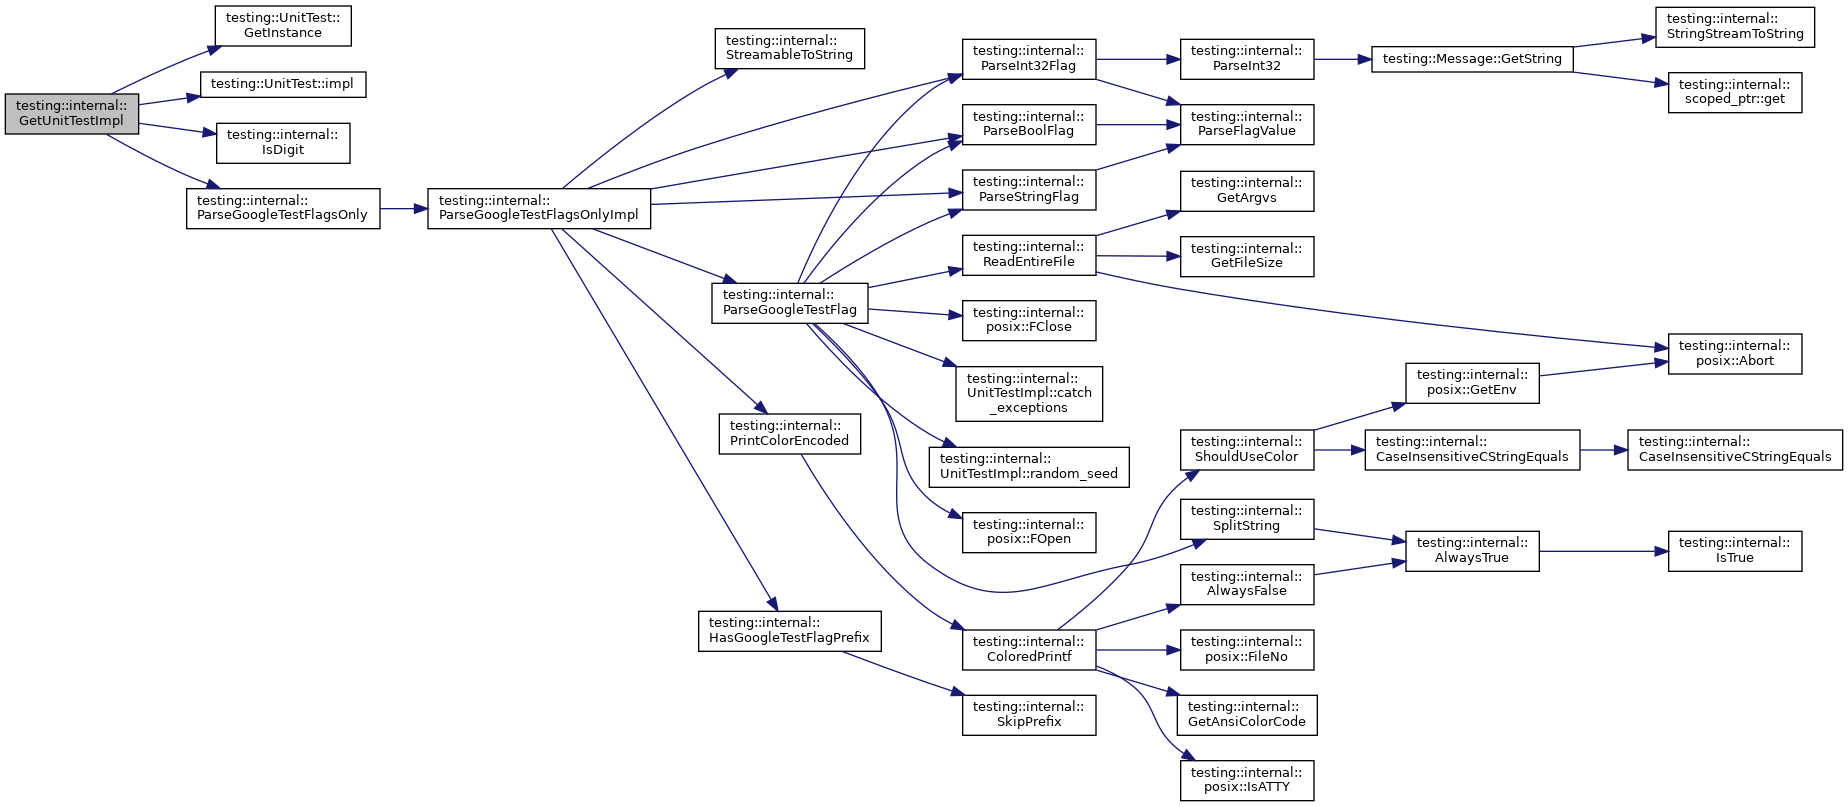 testing::internal::
GetUnitTestImpl
testing::UnitTest::
GetInstance
testing::UnitTest::impl
testing::internal::
IsDigit
testing::internal::
ParseGoogleTestFlagsOnly
testing::internal::
ParseGoogleTestFlagsOnlyImpl
testing::internal::
StreamableToString
testing::internal::
ParseGoogleTestFlag
testing::internal::
PrintColorEncoded
testing::internal::
HasGoogleTestFlagPrefix
testing::internal::
ParseInt32Flag
testing::internal::
ParseBoolFlag
testing::internal::
ParseStringFlag
testing::internal::
ReadEntireFile
testing::internal::
posix::FClose
testing::internal::
UnitTestImpl::catch
_exceptions
testing::internal::
UnitTestImpl::random_seed
testing::internal::
posix::FOpen
testing::internal::
ColoredPrintf
testing::internal::
SkipPrefix
testing::internal::
ParseInt32
testing::internal::
ParseFlagValue
testing::internal::
GetArgvs
testing::internal::
GetFileSize
testing::internal::
ShouldUseColor
testing::internal::
SplitString
testing::internal::
AlwaysFalse
testing::internal::
posix::FileNo
testing::internal::
GetAnsiColorCode
testing::internal::
posix::IsATTY
testing::Message::GetString
testing::internal::
posix::GetEnv
testing::internal::
CaseInsensitiveCStringEquals
testing::internal::
AlwaysTrue
testing::internal::
StringStreamToString
testing::internal::
scoped_ptr::get
testing::internal::
posix::Abort
testing::internal::
CaseInsensitiveCStringEquals
testing::internal::
IsTrue